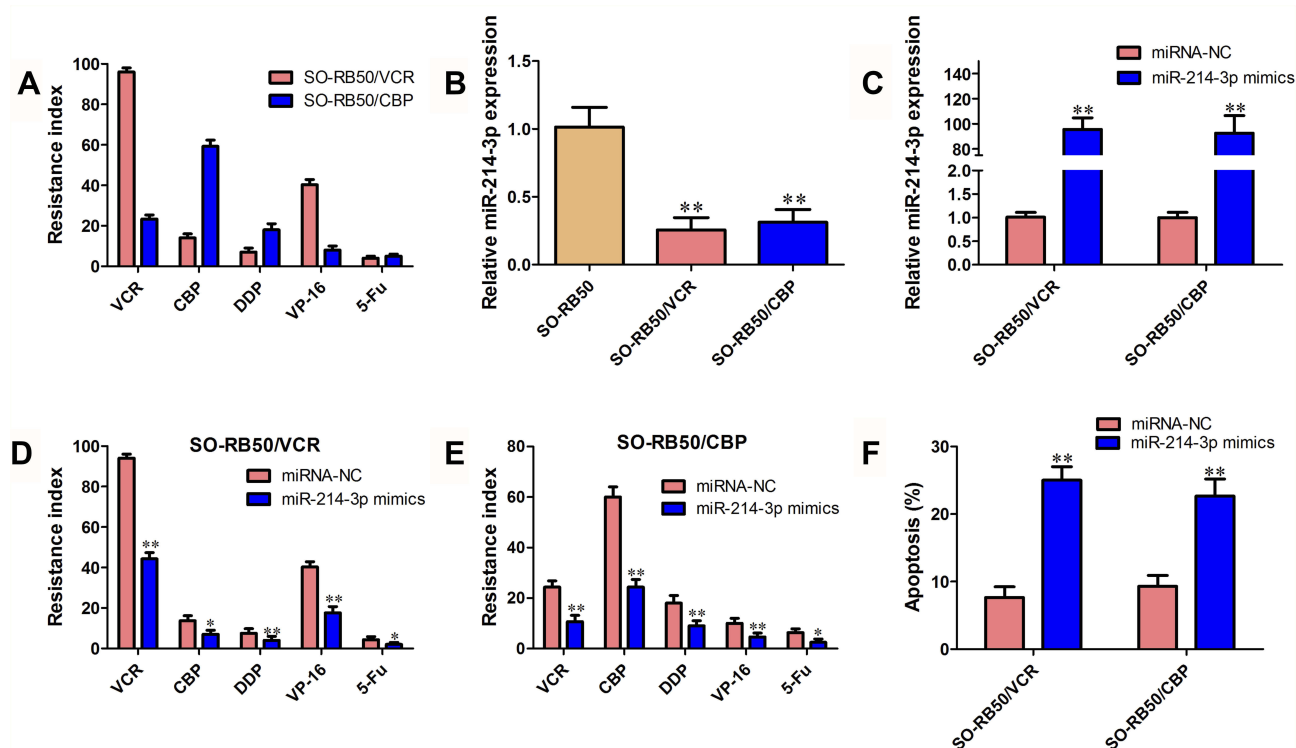 A
Resistance index
100
80
60
40
20
0
SO-RB50/VCR
SO-RB50/CBP
VCR
CBP
DDP
VP-16
5-Fu
B
Relative miR-214-3p expression
1.5
1.0
0.5
0.0
**
**
SO-RB50
SO-RB50/VCR
SO-RB50/CBP
C
Relative miR-214-3p expression
miRNA-NC
miR-214-3p mimics
140
120
100
80
2.0
1.5
1.0
0.5
0.0
**
**
SO-RB50/VCR
SO-RB50/CBP
D
SO-RB50/VCR
Resistance index
100
80
60
40
20
0
miRNA-NC
miR-214-3p mimics
**
*
**
**
*
VCR
CBP
DDP
VP-16
5-Fu
E
SO-RB50/CBP
Resistance index
80
60
40
20
0
miRNA-NC
miR-214-3p mimics
**
**
**
**
*
VCR
CBP
DDP
VP-16
5-Fu
F
Apoptosis (%)
miRNA-NC
miR-214-3p mimics
30
20
10
0
**
**
SO-RB50/VCR
SO-RB50/CBP